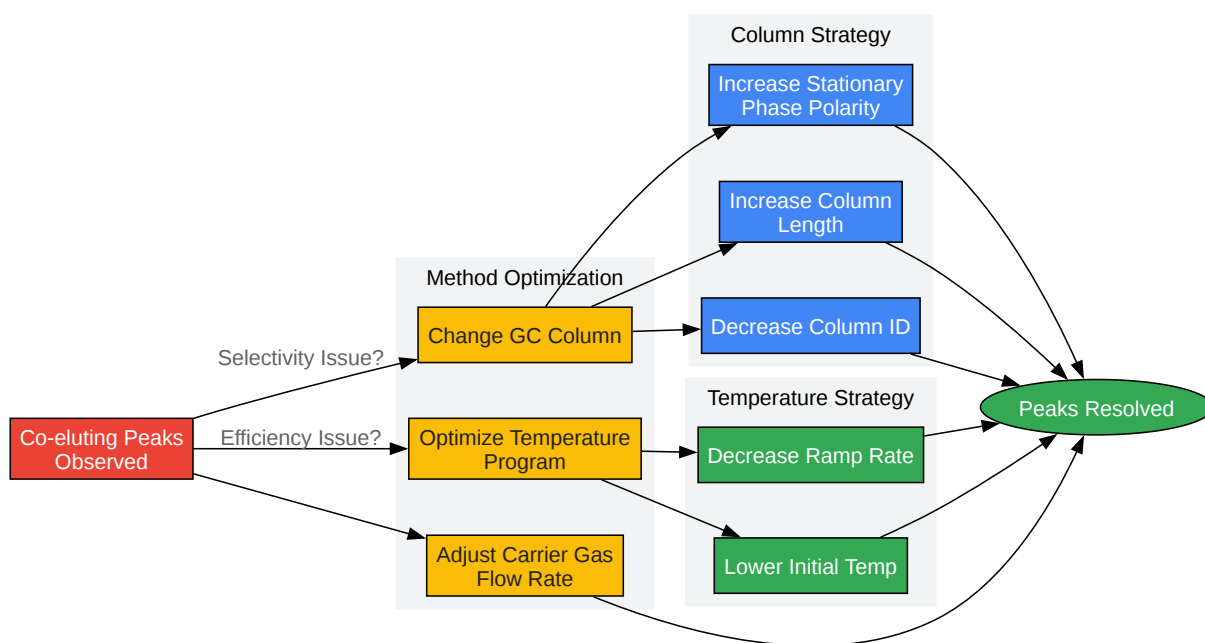 Column Strategy
Increase Stationary
Phase Polarity
Increase Column
Length
Method Optimization
Change GC Column
Decrease Column ID
Selectivity Issue?
Temperature Strategy
Peaks Resolved
Co-eluting Peaks
Observed
Efficiency Issue?
Optimize Temperature
Program
Decrease Ramp Rate
Adjust Carrier Gas
Flow Rate
Lower Initial Temp